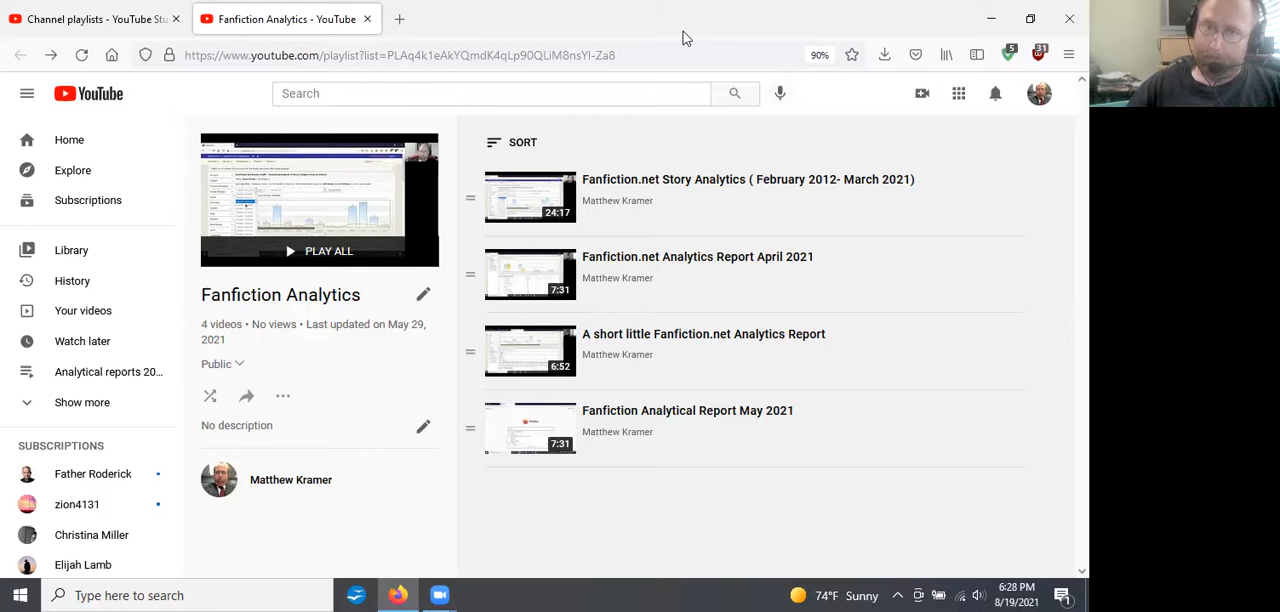 Channel playlists - YouTube Stu
Fanfiction Analytics - YouTube
https://www.youtube.com/playlist?list=PLAq4k1eAkYQmdK4qLp90QLiM8nsYI-Za8
90%
5
31
YouTube
Search
Home
Explore
Subscriptions
Library
History
Your videos
Watch later
Analytical reports 20...
Show more
SUBSCRIPTIONS
Father Roderick
zion4131
Christina Miller
Elijah Lamb
PLAY ALL
Fanfiction Analytics
4 videos • No views • Last updated on May 29,
2021
Public
No description
Matthew Kramer
SORT
Fanfiction.net Story Analytics ( February 2012- March 2021)
Matthew Kramer
24:17
Fanfiction.net Analytics Report April 2021
Matthew Kramer
7:31
A short little Fanfiction.net Analytics Report
Matthew Kramer
6:52
Fanfiction Analytical Report May 2021
Matthew Kramer
7:31
Type here to search
74°F Sunny
6:28 PM
8/19/2021
1